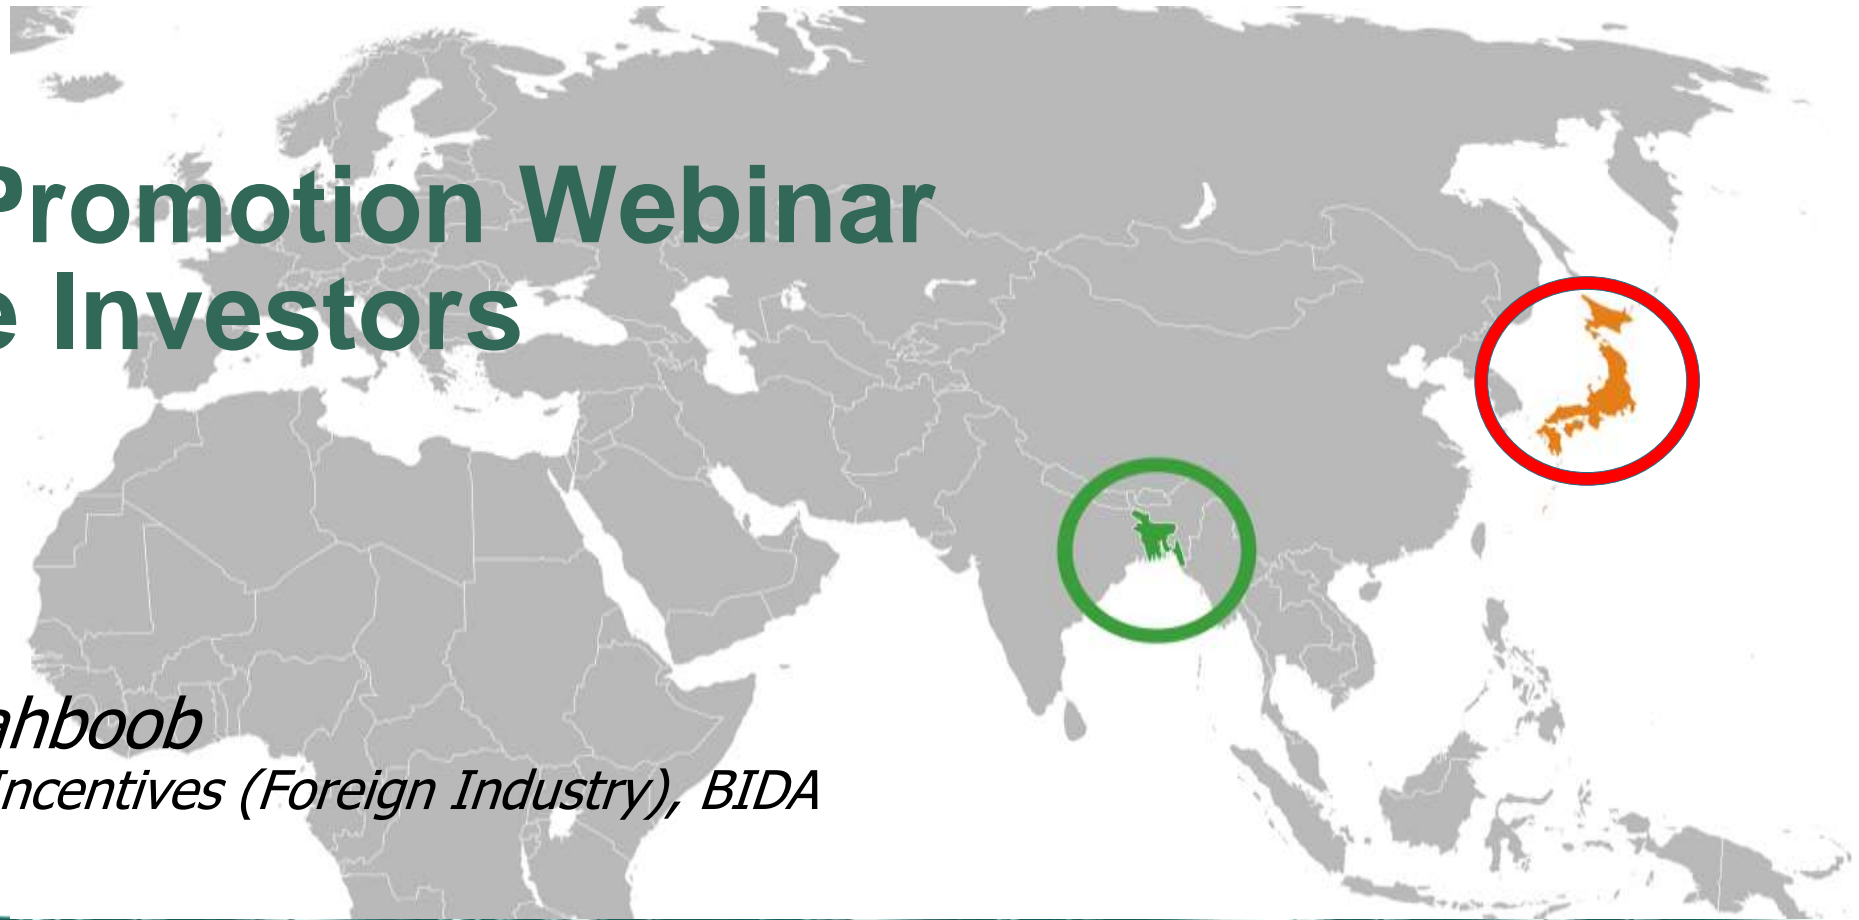 Promotion Webinar
e Investors
ahboob
Incentives (Foreign Industry), BIDA